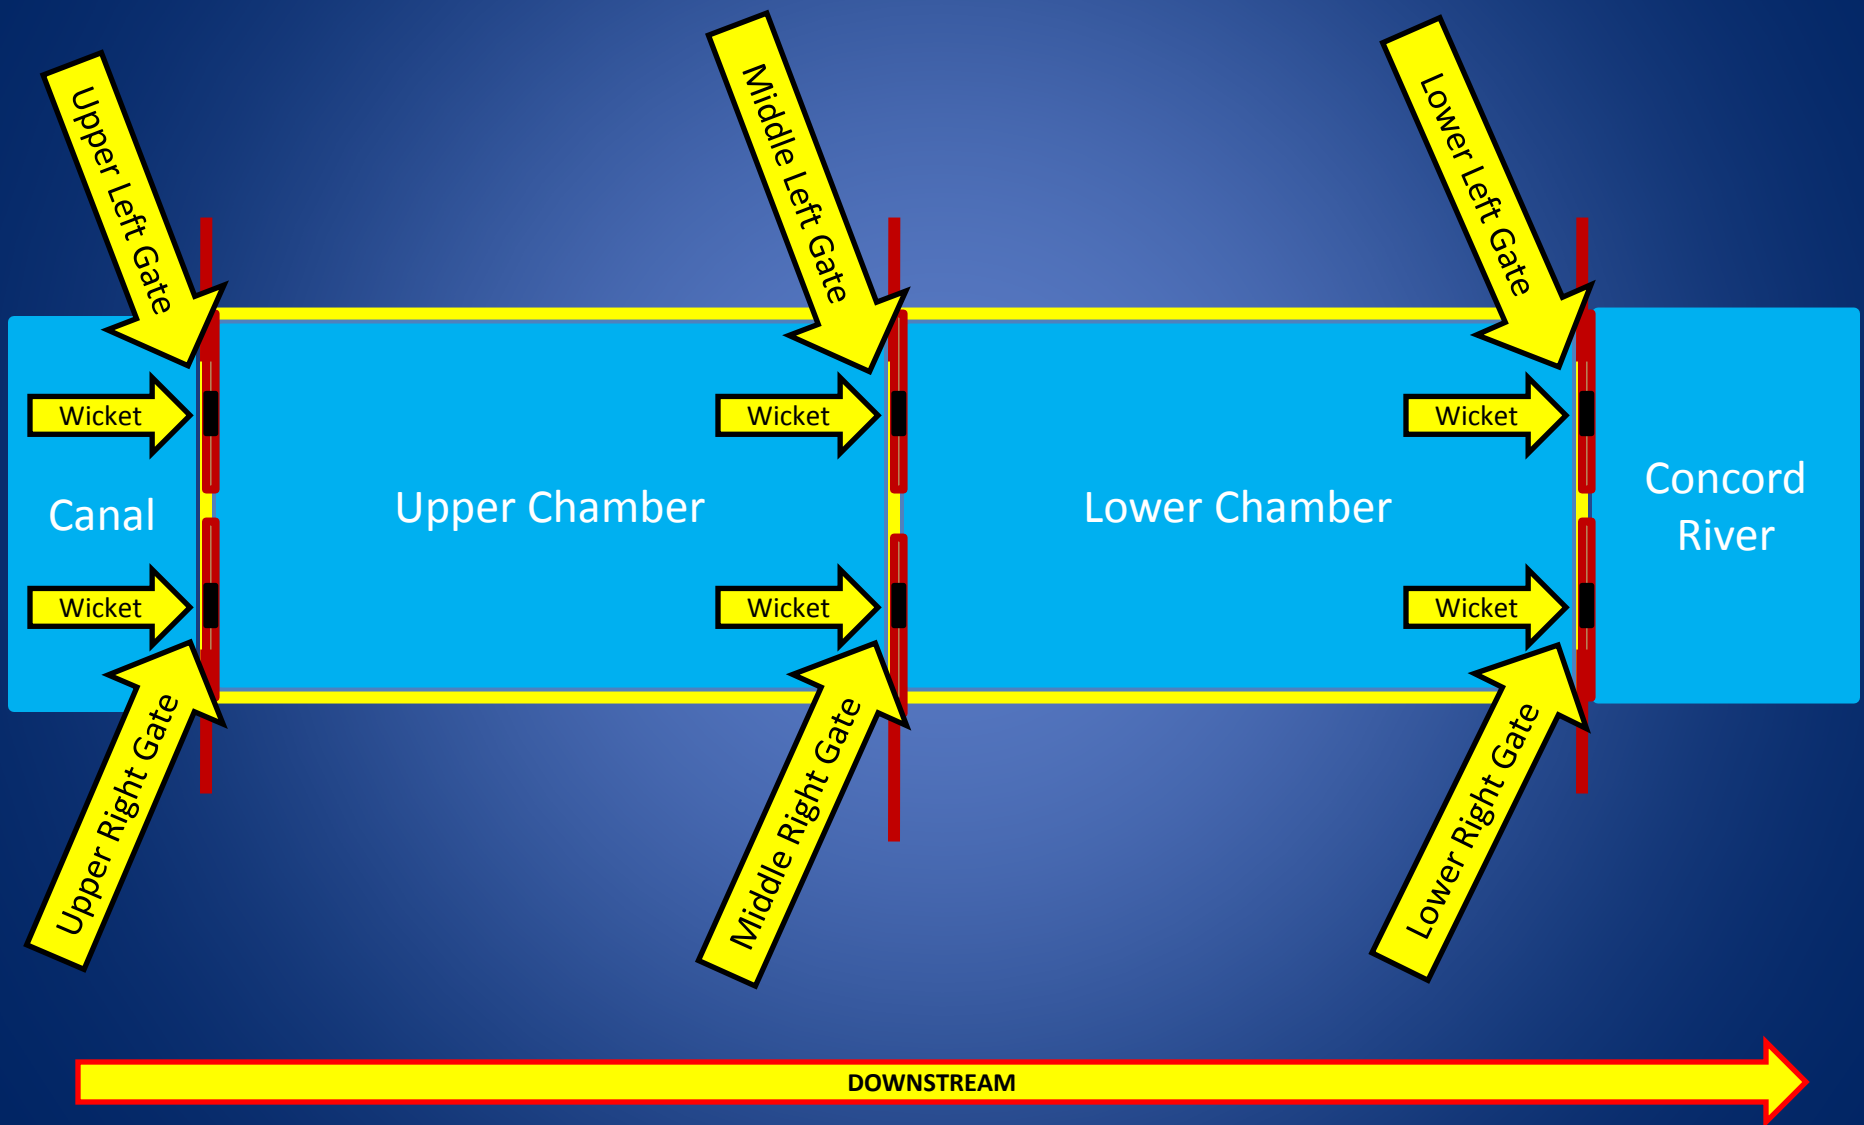 Upper Left Gate
Middle Left Gate
Lower Left Gate
Wicket
Wicket
Wicket
Canal
Upper Chamber
Lower Chamber
Concord
River
Wicket
Wicket
Wicket
Upper Right Gate
Middle Right Gate
Lower Right Gate
DOWNSTREAM